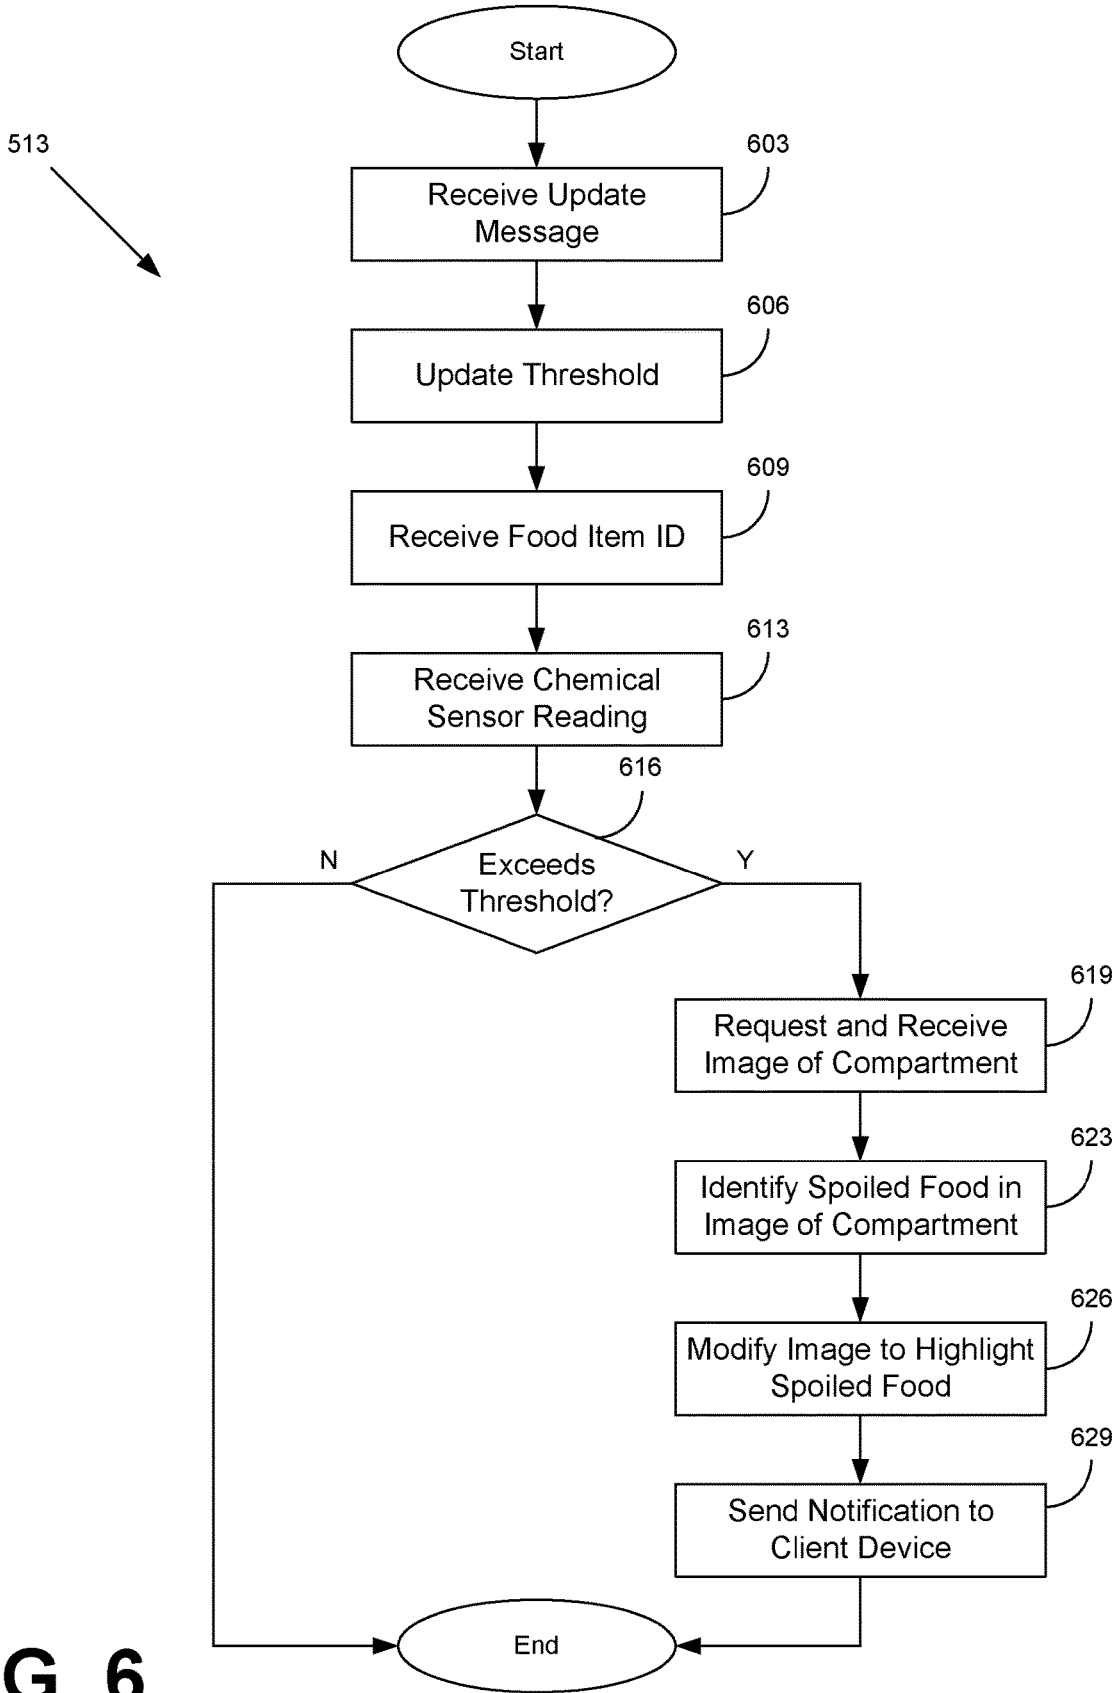 Start
513
603
Receive Update
Message
606
Update Threshold
609
Receive Food Item ID
613
Receive Chemical
Sensor Reading
616
N
Exceeds
Threshold?
Y
619
Request and Receive
Image of Compartment
623
Identify Spoiled Food in
Image of Compartment
626
Modify Image to Highlight
Spoiled Food
629
Send Notification to
Client Device
End
G. 6